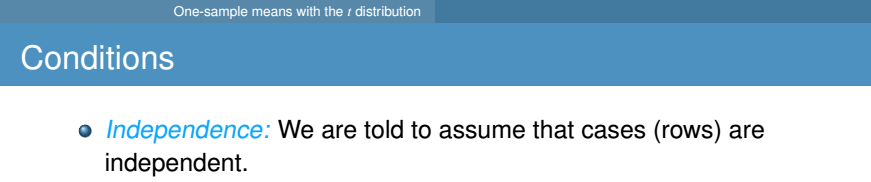 One-sample means with the t distribution
Conditions
Independence: We are told to assume that cases (rows) are
independent.